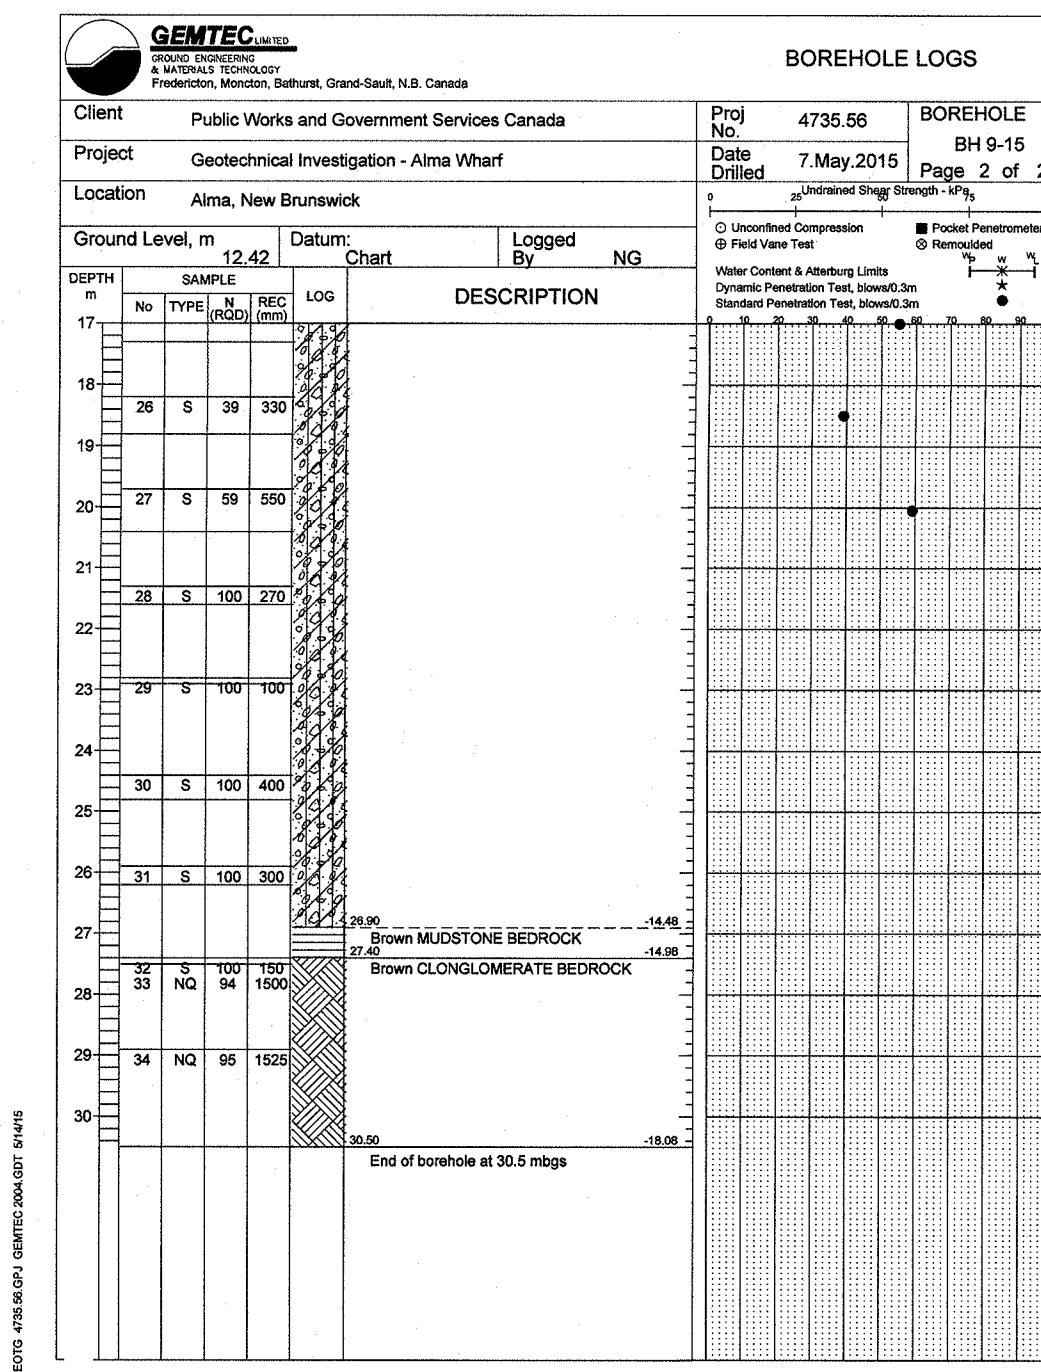 GEMTEC LIMITED
GROUND ENGINEERING
& MATERIALS TECHNOLOGY
Fredericton, Moncton, Bathurst, Grand-Sault, N.B. Canada
BOREHOLE LOGS
Client Public Works and Government Services Canada
Proj No. 4735.56
BOREHOLE
BH 9-15
Page 2 of 2
Project Geotechnical Investigation - Alma Wharf
Date Drilled 7.May.2015
Location Alma, New Brunswick
Ground Level, m 12.42
Datum: Chart
Logged By NG
Undrained Shear Strength - kPa
0 25 50 75
Unconfined Compression
Pocket Penetrometer
Field Vane Test
Remoulded
Wp W WL
Water Content & Atterburg Limits
Dynamic Penetration Test, blows/0.3m
Standard Penetration Test, blows/0.3m
0 10 20 30 40 50 60 70 80 90
DEPTH m
SAMPLE
No TYPE N (RQD) REC (mm)
LOG
DESCRIPTION
17
18
26 S 39 330
19
27 S 59 550
20
21
28 S 100 270
22
29 S 100 100
23
24
30 S 100 400
25
31 S 100 300
26
26.90 -14.48
27
Brown MUDSTONE BEDROCK
27.40 -14.98
32 S 100 150 Brown CLONGLOMERATE BEDROCK
33 NQ 94 1500
28
29
34 NQ 95 1525
30
30.50 -18.08
End of borehole at 30.5 mbgs
EOTG 4735.56.GPJ GEMTEC 2004.GDT 5/14/15